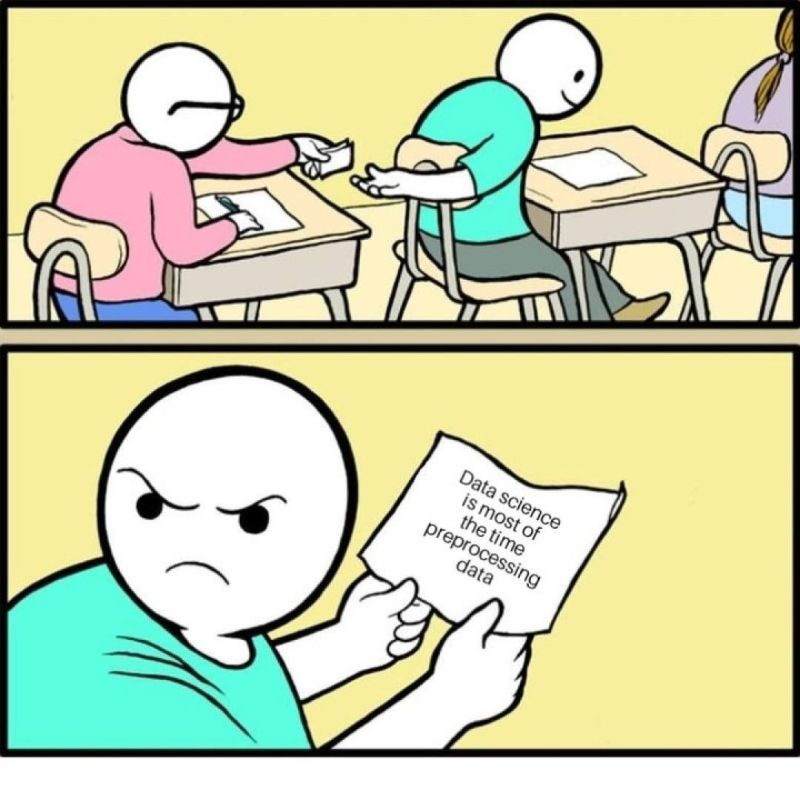 Data science
is most of
the time
preprocessing
data